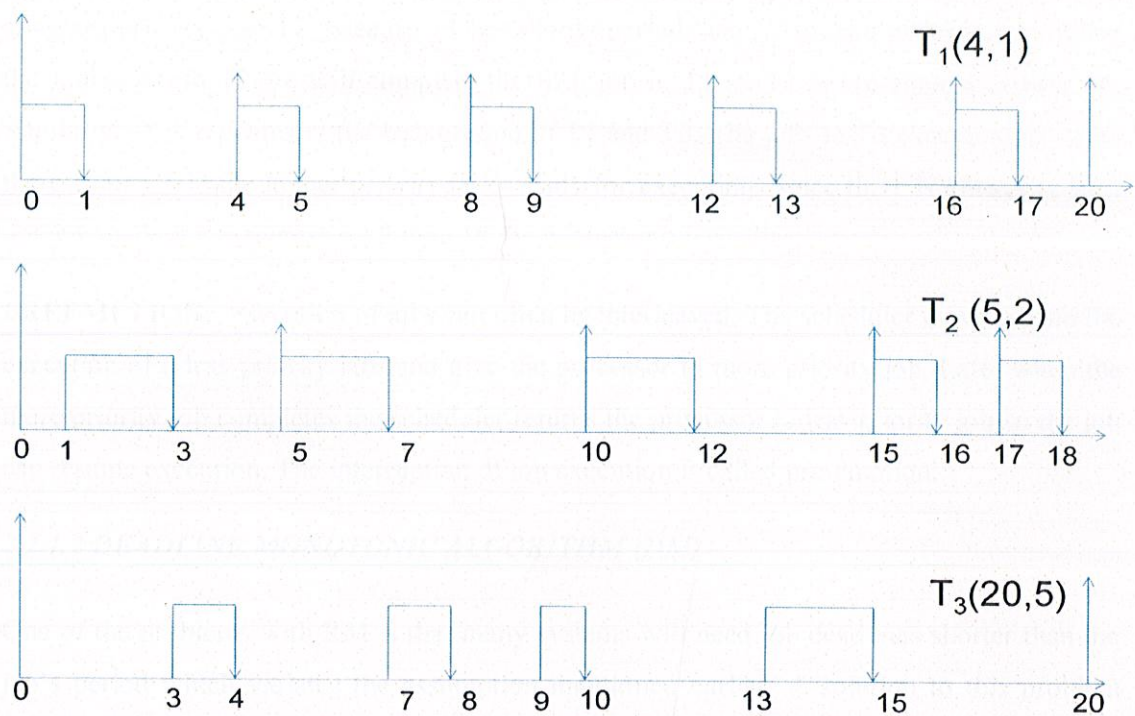 T1(4,1)
0 1 4 5 8 9 12 13 16 17 20
T2 (5,2)
0 1 3 5 7 10 12 15 16 17 18
T3(20,5)
0 3 4 7 8 9 10 13 15 20